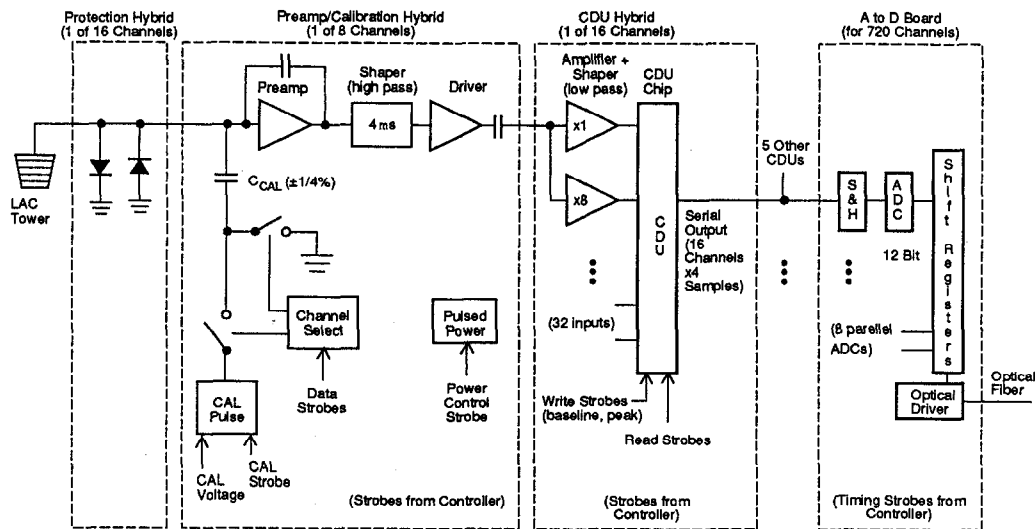 Protection Hybrid
(1 of 16 Channels)
Preamp/Calibration Hybrid
(1 of 8 Channels)
CDU Hybrid
(1 of 16 Channels)
A to D Board
(for 720 Channels)
Preamp
Shaper
(high pass)
4ms
Driver
Amplifier +
Shaper
(low pass)
CDU
Chip
x1
x8
CDU
5 Other
CDUs
LAC
Tower
CCAL (±1/4%)
Serial
Output
(16
Channels
x4
Samples)
S&H
ADC
12 Bit
Shift Registers
Channel
Select
Data
Strobes
CAL
Pulse
CAL
Voltage
CAL
Strobe
Pulsed
Power
Power
Control
Strobe
(32 inputs)
Write Strobes
(baseline, peak)
Read Strobes
(8 parellel
ADCs)
Optical
Driver
Optical
Fiber
(Strobes from Controller)
(Strobes from
Controller)
(Timing Strobes from
Controller)